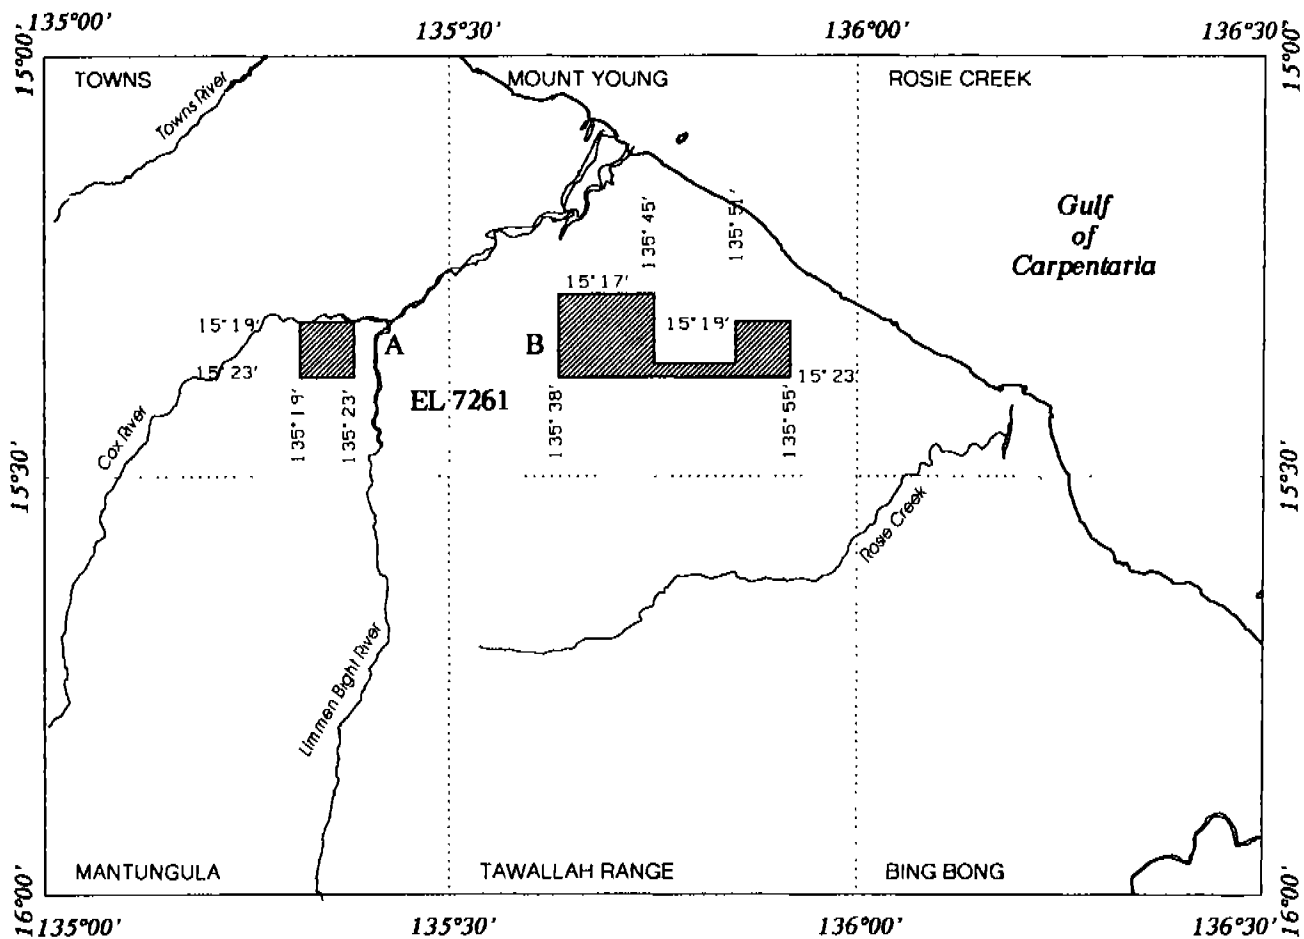 135°00'
135°30'
136°00'
136°30'
15°00'
15°00'
TOWNS
MOUNT YOUNG
ROSIE CREEK
Towns River
Gulf
of
Carpentaria
135° 45'
135° 51'
15° 17'
15° 19'
15° 19'
A
B
15° 23'
15° 23
EL 7261
135° 19'
135° 23'
135° 38'
135° 55'
Cox River
15°30'
15°30'
Rosie Creek
Limmen Bight River
MANTUNGULA
TAWALLAH RANGE
BING BONG
16°00'
16°00'
135°00'
135°30'
136°00'
136°30'